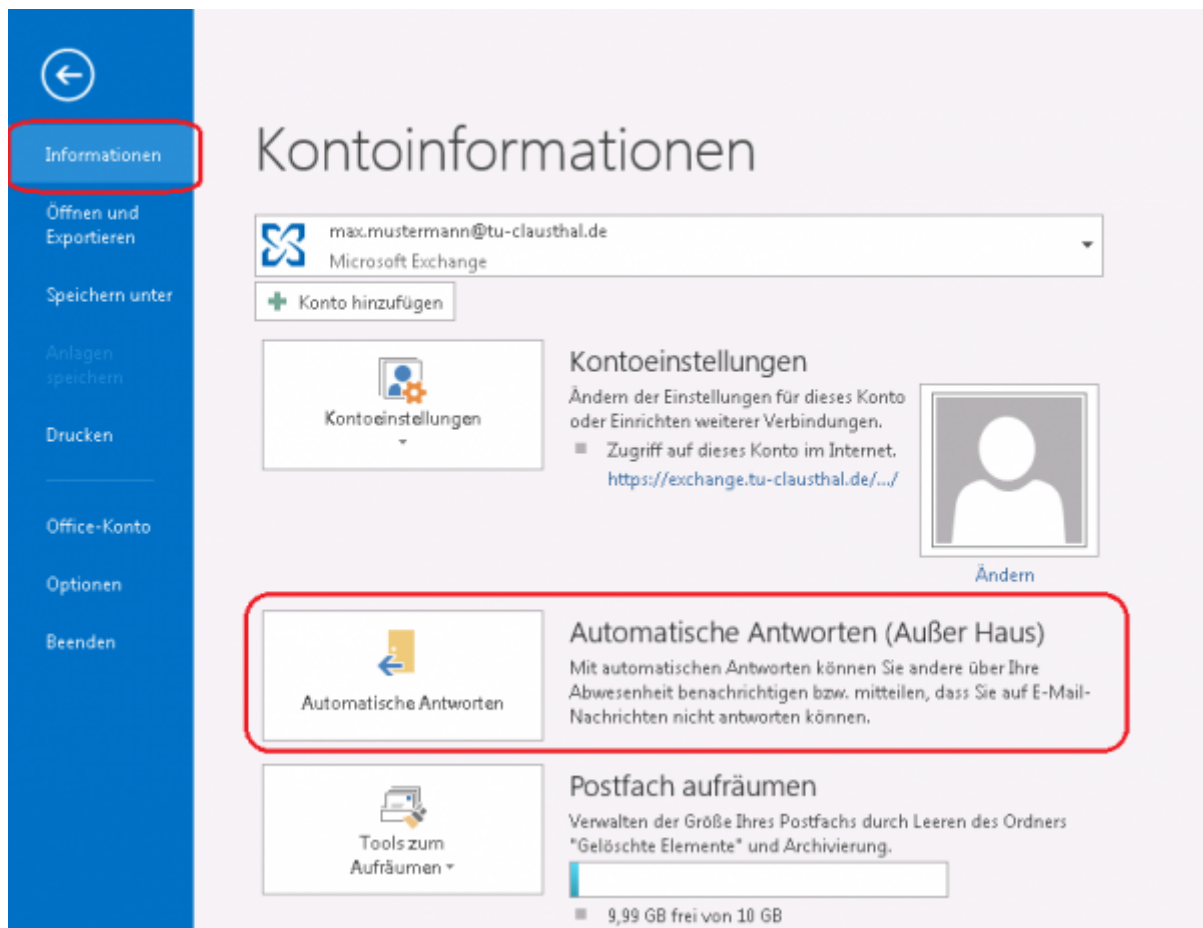 Informationen
Öffnen und
Exportieren
Speichern unter
Anlagen
speichern
Drucken
Office-Konto
Optionen
Beenden
Kontoinformationen
max.mustermann@tu-clausthal.de
Microsoft Exchange
Konto hinzufügen
Kontoeinstellungen
Kontoeinstellungen
Ändern der Einstellungen für dieses Konto
oder Einrichten weiterer Verbindungen.
Zugriff auf dieses Konto im Internet.
https://exchange.tu-clausthal.de/.../
Ändern
Automatische Antworten
Automatische Antworten (Außer Haus)
Mit automatischen Antworten können Sie andere über Ihre
Abwesenheit benachrichtigen bzw. mitteilen, dass Sie auf E-Mail-
Nachrichten nicht antworten können.
Tools zum
Aufräumen
Postfach aufräumen
Verwalten der Größe Ihres Postfachs durch Leeren des Ordners
"Gelöschte Elemente" und Archivierung.
9,99 GB frei von 10 GB